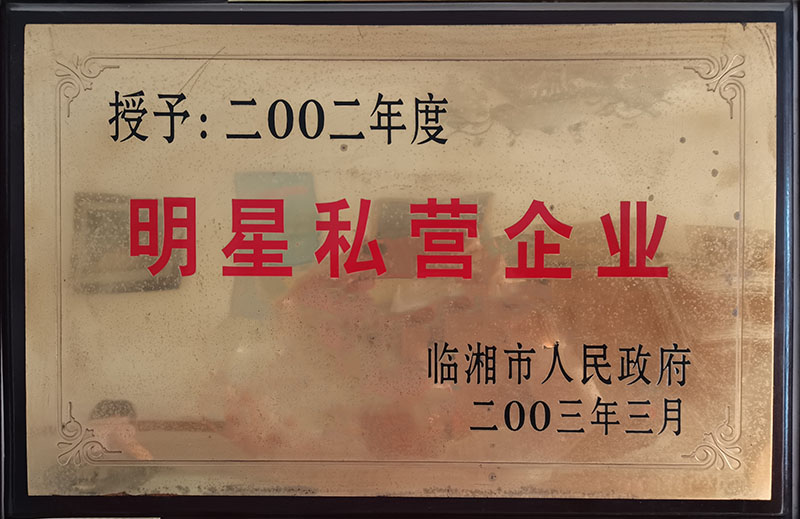 授予：二00二年度
明星私营企业
临湘市人民政府
二00三年三月